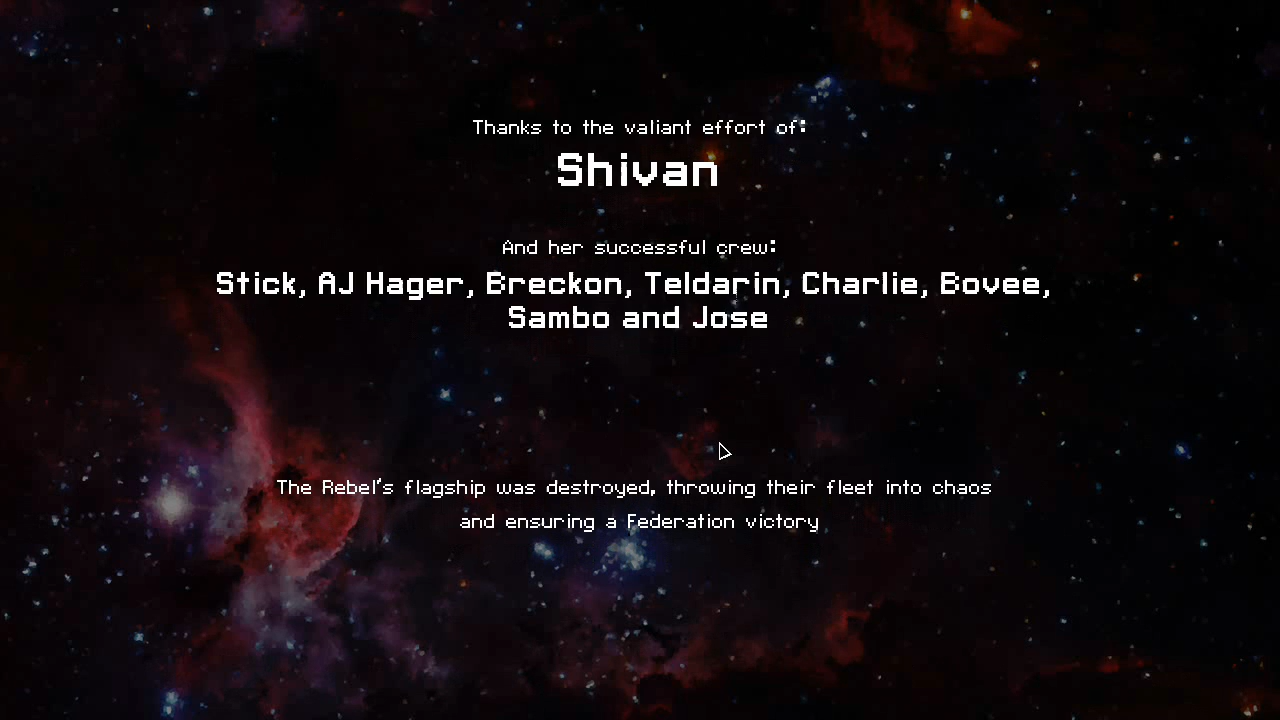 Thanks to the valiant effort of:
Shivan
And her successful crew:
Stick, AJ Hager, Breckon, Teldarin, Charlie, Bovee,
Sambo and Jose
The Rebel's flagship was destroyed, throwing their fleet into chaos
and ensuring a Federation victory